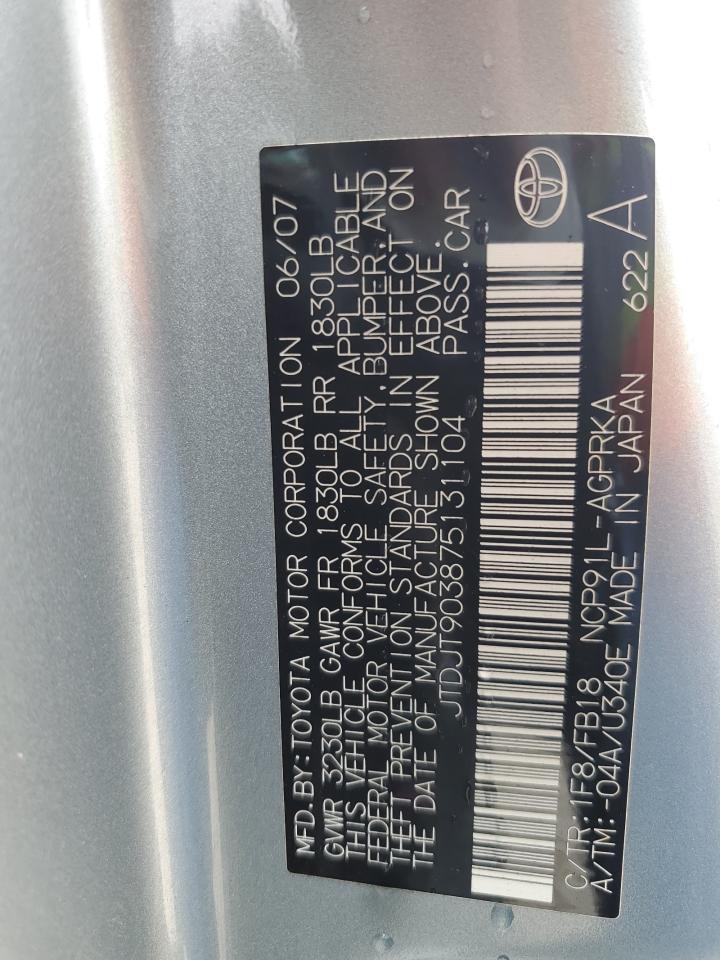 MFD.BY:TOYOTA MOTOR CORPORATION 06/07
GVWR 3230LB GAWR FR 1830LB RR 1830LB
THIS VEHICLE CONFORMS TO ALL APPLICABLE
FEDERAL MOTOR VEHICLE SAFETY,BUMPER,AND
THEFT PREVENTION STANDARDS IN EFFECT ON
THE DATE OF MANUFACTURE SHOWN ABOVE.
JTDJT903875131104 PASS.CAR
C/TR:1F8/FB18 NCP91L-AGPRKA
A/TM:-04A/U340E MADE IN JAPAN 622 A